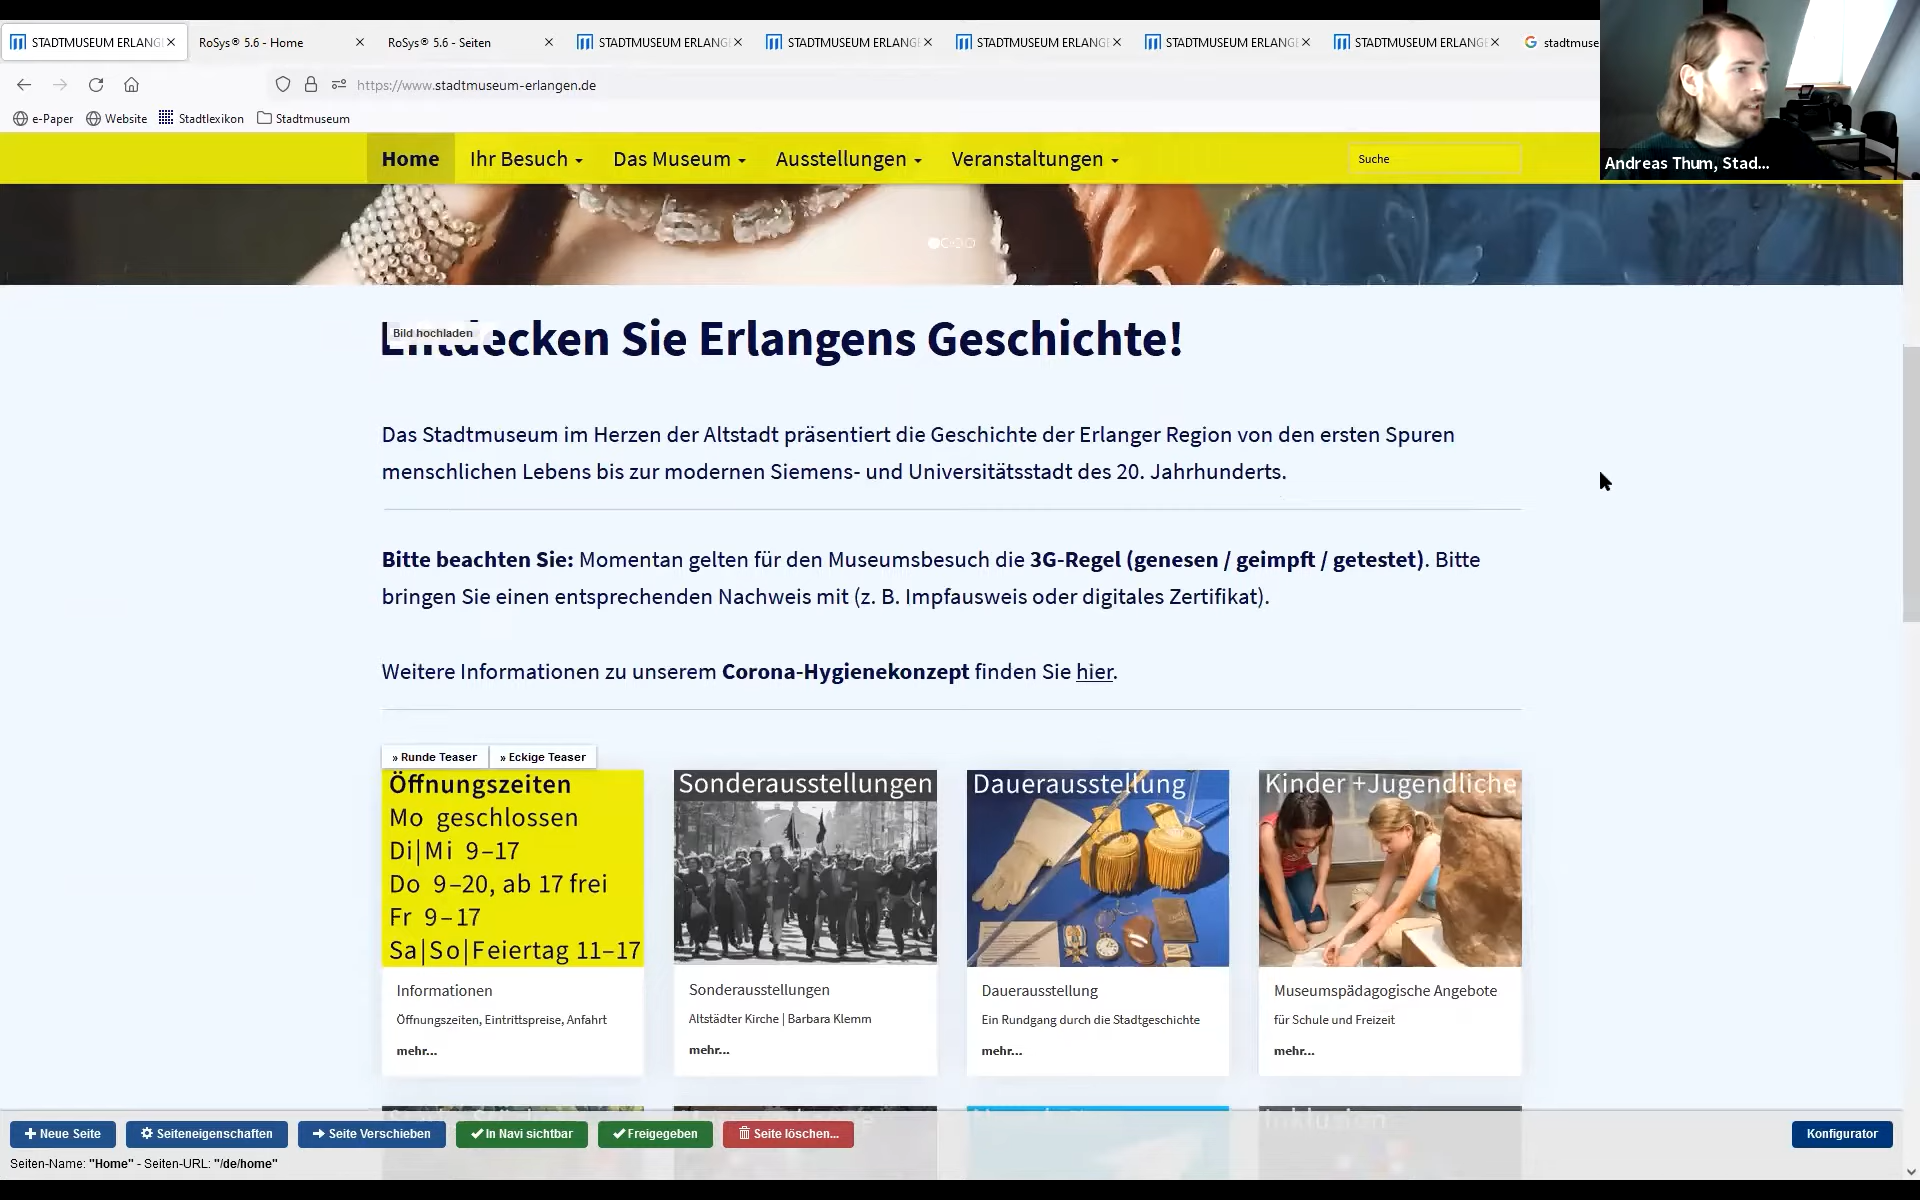 STADTMUSEUM ERLANG
RoSys® 5.6 - Home
RoSys® 5.6 - Seiten
STADTMUSEUM ERLANG
STADTMUSEUM ERLANG
STADTMUSEUM ERLANG
STADTMUSEUM ERLANG
STADTMUSEUM ERLANG
stadtmuse
https://www.stadtmuseum-erlangen.de
e-Paper
Website
Stadtlexikon
Stadtmuseum
Home
Ihr Besuch
Das Museum
Ausstellungen
Veranstaltungen
Suche
Andreas Thum, Stad...
Bild hochladen
Entdecken Sie Erlangens Geschichte!
Das Stadtmuseum im Herzen der Altstadt präsentiert die Geschichte der Erlanger Region von den ersten Spuren
menschlichen Lebens bis zur modernen Siemens- und Universitätsstadt des 20. Jahrhunderts.
Bitte beachten Sie: Momentan gelten für den Museumsbesuch die 3G-Regel (genesen / geimpft / getestet). Bitte
bringen Sie einen entsprechenden Nachweis mit (z. B. Impfausweis oder digitales Zertifikat).
Weitere Informationen zu unserem Corona-Hygienekonzept finden Sie hier.
» Runde Teaser
» Eckige Teaser
Öffnungszeiten
Mo geschlossen
Di|Mi 9–17
Do 9–20, ab 17 frei
Fr 9–17
Sa|So|Feiertag 11–17
Informationen
Öffnungszeiten, Eintrittspreise, Anfahrt
mehr...
Sonderausstellungen
Sonderausstellungen
Altstädter Kirche | Barbara Klemm
mehr...
Dauerausstellung
Dauerausstellung
Ein Rundgang durch die Stadtgeschichte
mehr...
Kinder +Jugendliche
Museumspädagogische Angebote
für Schule und Freizeit
mehr...
Inklusion
Neue Seite
Seiteneigenschaften
Seite Verschieben
In Navi sichtbar
Freigegeben
Seite löschen...
Konfigurator
Seiten-Name: "Home" - Seiten-URL: "/de/home"